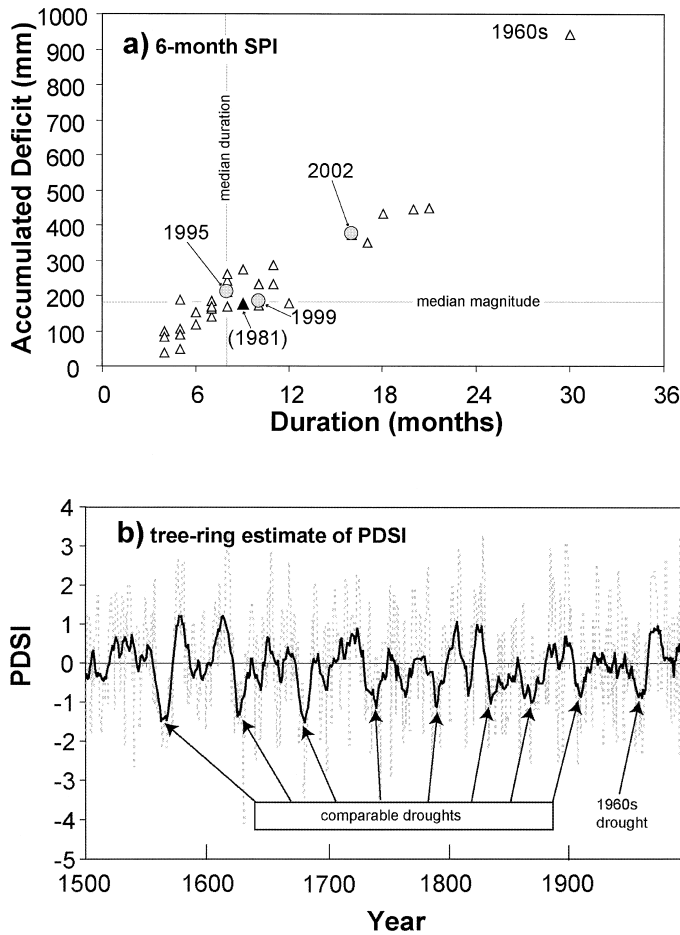 1000
900
800
700
600
500
400
300
200
100
0
Accumulated Deficit (mm)
a) 6-month SPI
1960s
median duration
2002
1995
median magnitude
1999
(1981)
0 6 12 18 24 30 36
Duration (months)
4
3
2
1
0
-1
-2
-3
-4
-5
PDSI
b) tree-ring estimate of PDSI
comparable droughts
1960s
drought
1500 1600 1700 1800 1900
Year